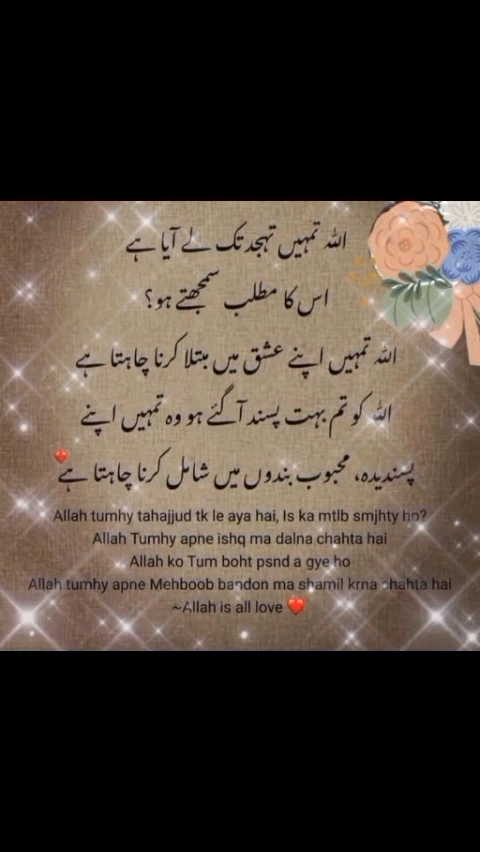 اللہ تمہیں تہجد تک لے آیا ہے
اس کا مطلب سمجھتے ہو؟
اللہ تمہیں اپنے عشق میں مبتلا کرنا چاہتا ہے
اللہ کو تم بہت پسند آ گئے ہو وہ تمہیں اپنے
پسندیدہ، محبوب بندوں میں شامل کرنا چاہتا ہے
Allah tumhy tahajjud tk le aya hai, Is ka mtlb smjhty ho?
Allah Tumhy apne ishq ma dalna chahta hai
Allah ko Tum boht psnd a gye ho
Allah tumhy apne Mehboob bandon ma shamil krna chahta hai
~Allah is all love ❤️